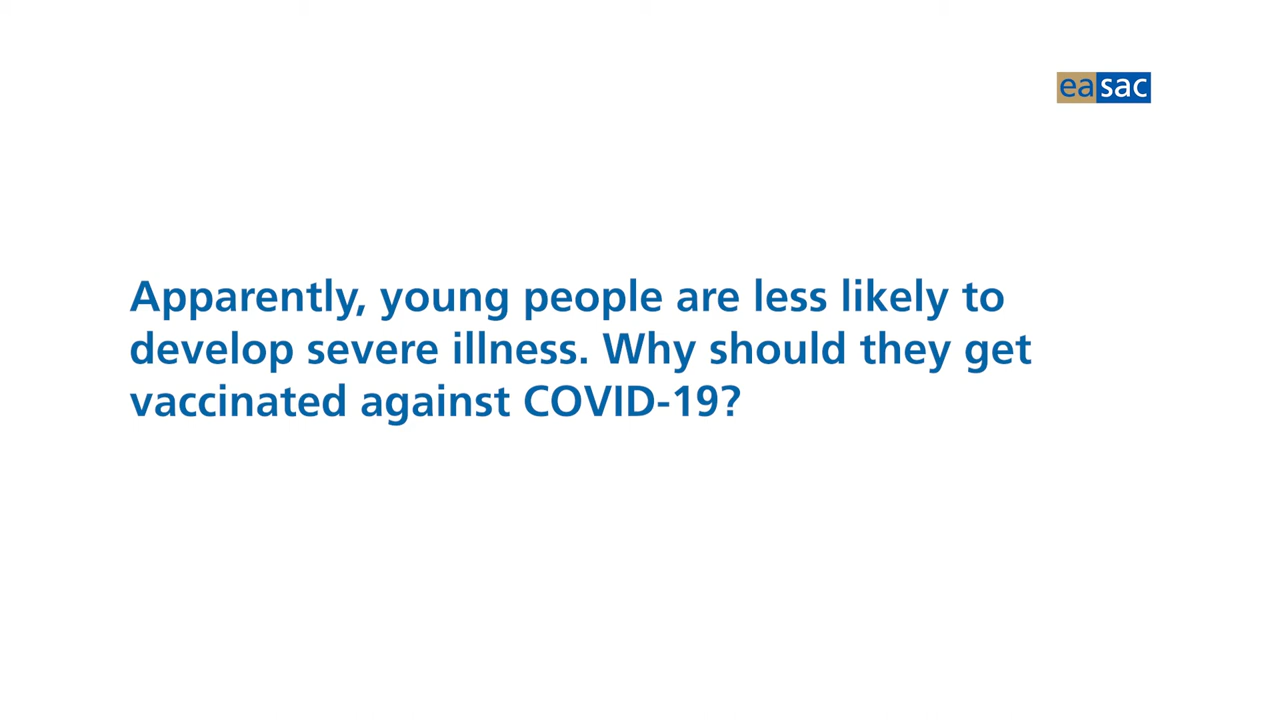 easac
Apparently, young people are less likely to
develop severe illness. Why should they get
vaccinated against COVID-19?